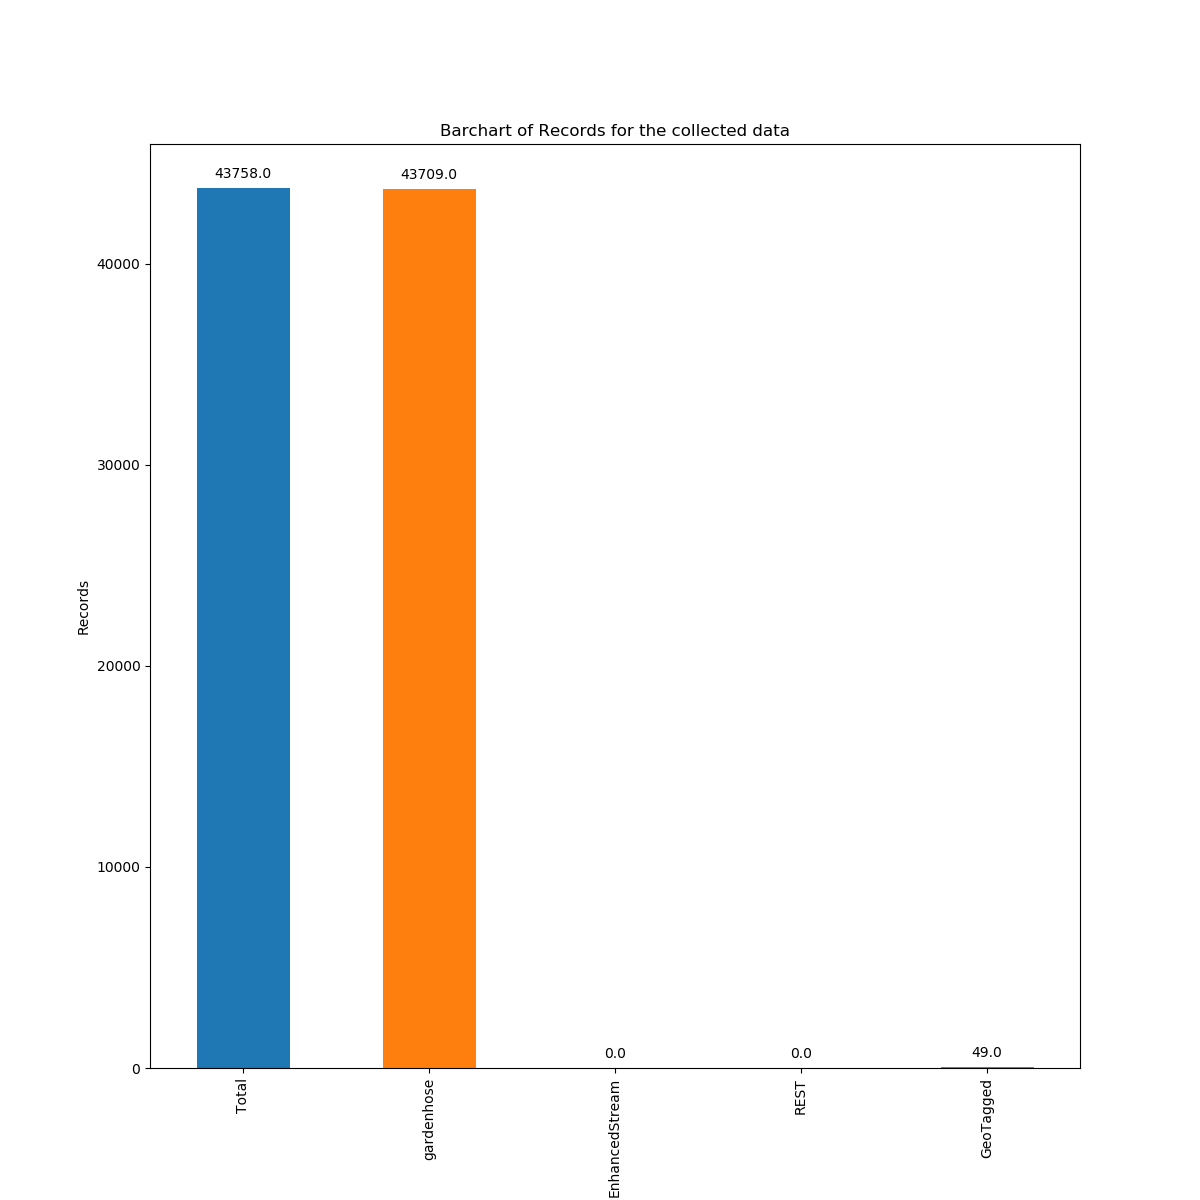 Barchart of Records for the collected data
43758.0
43709.0
0.0
0.0
49.0
40000
30000
20000
10000
0
Records
Total
gardenhose
EnhancedStream
REST
GeoTagged